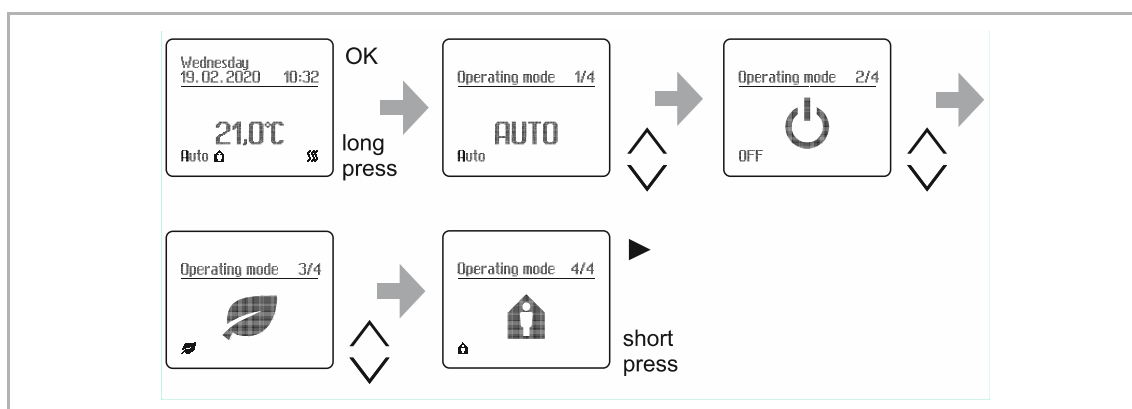 Wednesday
19.02.2020 10:32
21,0°C
Auto
OK
long
press
Operating mode 1/4
AUTO
Auto
Operating mode 2/4
OFF
Operating mode 3/4
Operating mode 4/4
short
press